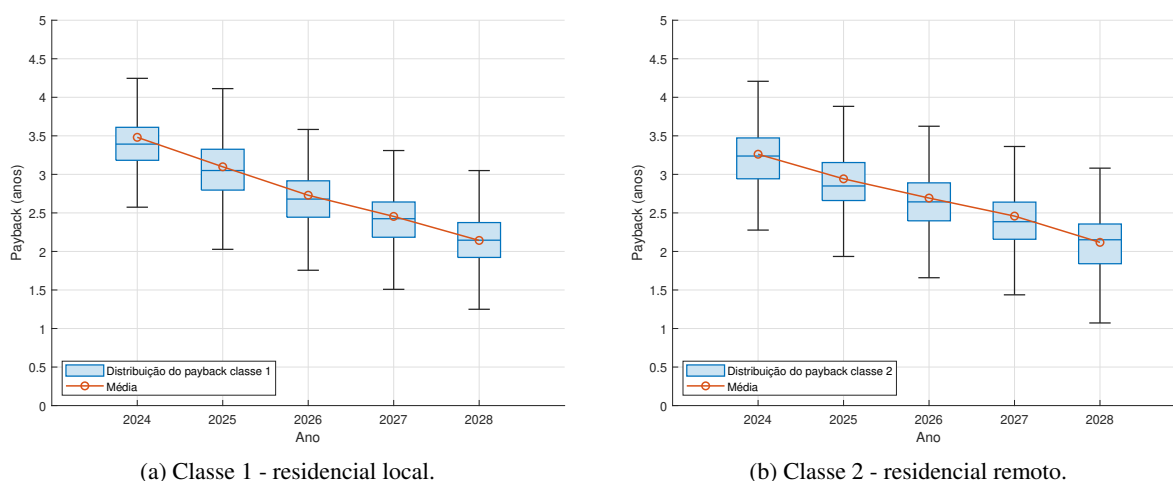 5
4.5
4
3.5
3
2.5
2
1.5
1
0.5
0
Payback (anos)
Distribuição do payback classe 1
Média
2024 2025 2026 2027 2028
Ano
(a) Classe 1 - residencial local.
5
4.5
4
3.5
3
2.5
2
1.5
1
0.5
0
Payback (anos)
Distribuição do payback classe 2
Média
2024 2025 2026 2027 2028
Ano
(b) Classe 2 - residencial remoto.